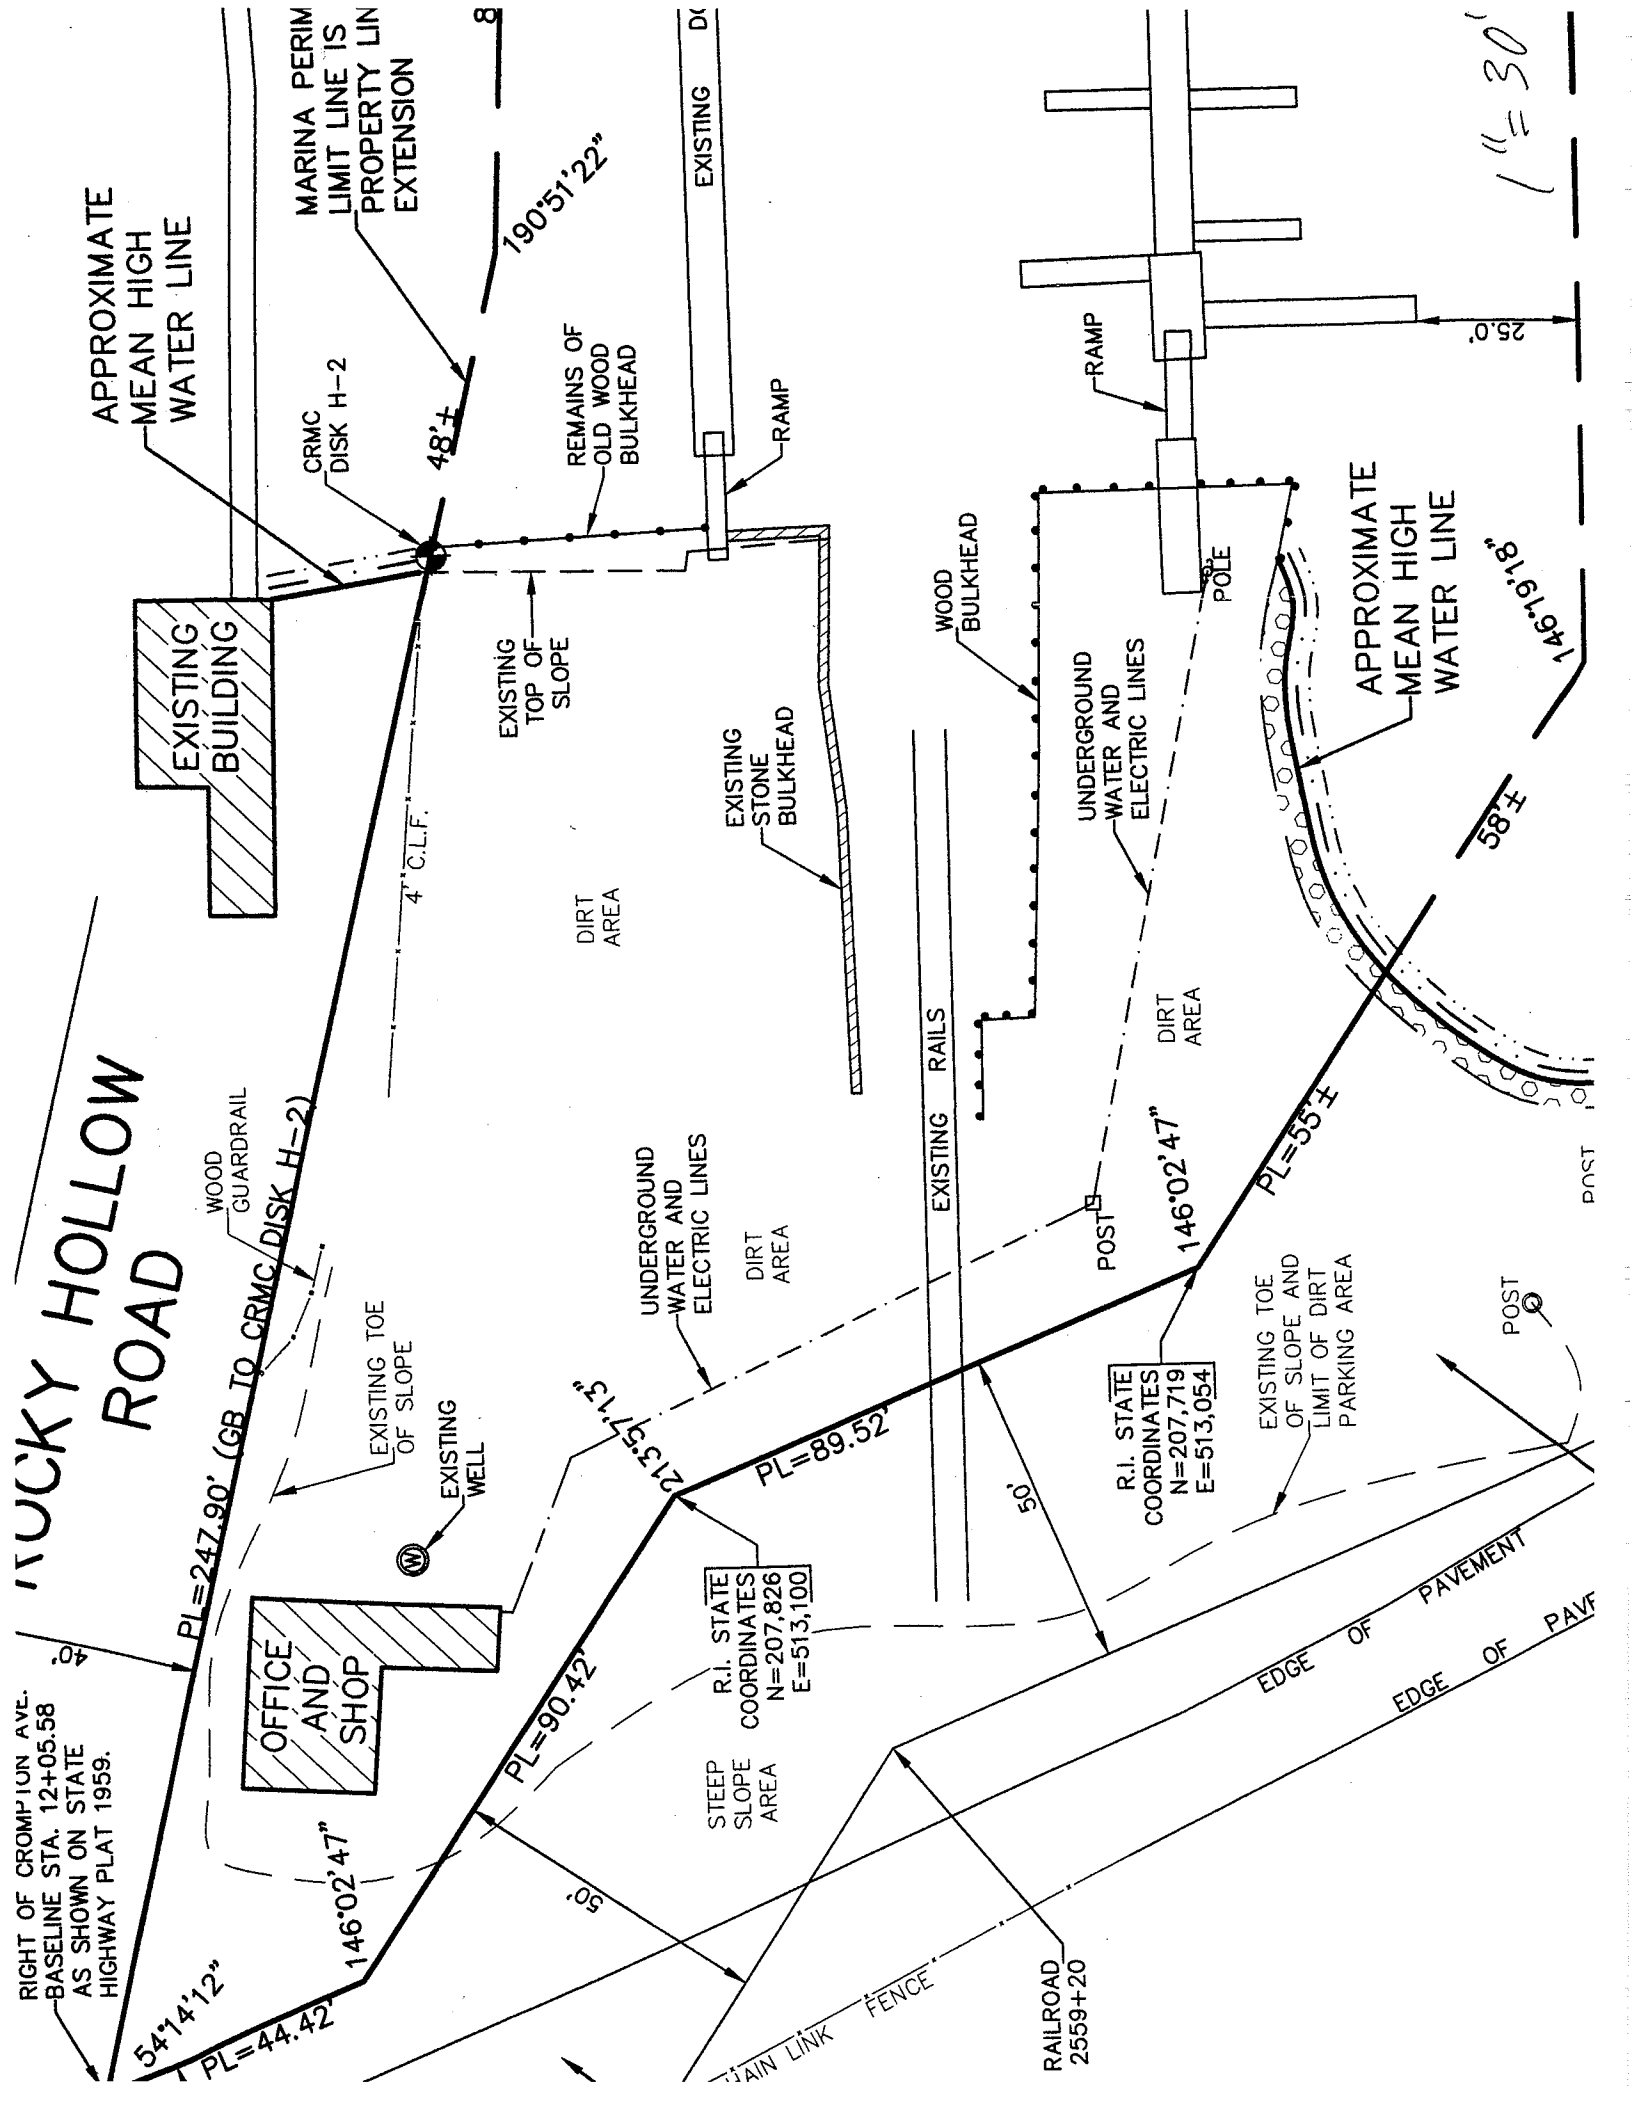 RIGHT OF CROMPTON AVE.
BASELINE STA. 12+05.58
AS SHOWN ON STATE
HIGHWAY PLAT 1959.
40'
HOLLOW
ROAD
PL=247.90' (GB TO CRMC DISK H-2)
54°14'12"
PL=44.42'
146°02'47"
OFFICE
AND
SHOP
EXISTING TOE
OF SLOPE
W
EXISTING
WELL
WOOD
GUARDRAIL
EXISTING
BUILDING
APPROXIMATE
MEAN HIGH
WATER LINE
CRMC
DISK H-2
MARINA PERIM
LIMIT LINE IS
PROPERTY LIN
EXTENSION
8
48'±
190°51'22"
4' C.L.F.
EXISTING
TOP OF
SLOPE
REMAINS OF
OLD WOOD
BULKHEAD
DIRT
AREA
EXISTING
RAMP
EXISTING
STONE
BULKHEAD
UNDERGROUND
WATER AND
ELECTRIC LINES
DIRT
AREA
213°57'13"
PL=90.42'
PL=89.52'
R.I. STATE
COORDINATES
N=207,826
E=513,100
STEEP
SLOPE
AREA
50'
50'
EXISTING RAILS
WOOD
BULKHEAD
UNDERGROUND
WATER AND
ELECTRIC LINES
POLE
RAMP
25.0'
1"=30'
DIRT
AREA
POST
146°02'47"
PL=55'±
58'±
146°19'18"
APPROXIMATE
MEAN HIGH
WATER LINE
R.I. STATE
COORDINATES
N=207,719
E=513,054
EXISTING TOE
OF SLOPE AND
LIMIT OF DIRT
PARKING AREA
POST
POST
EDGE OF PAVEMENT
EDGE OF PAVE
RAILROAD
2559+20
HAIN LINK FENCE